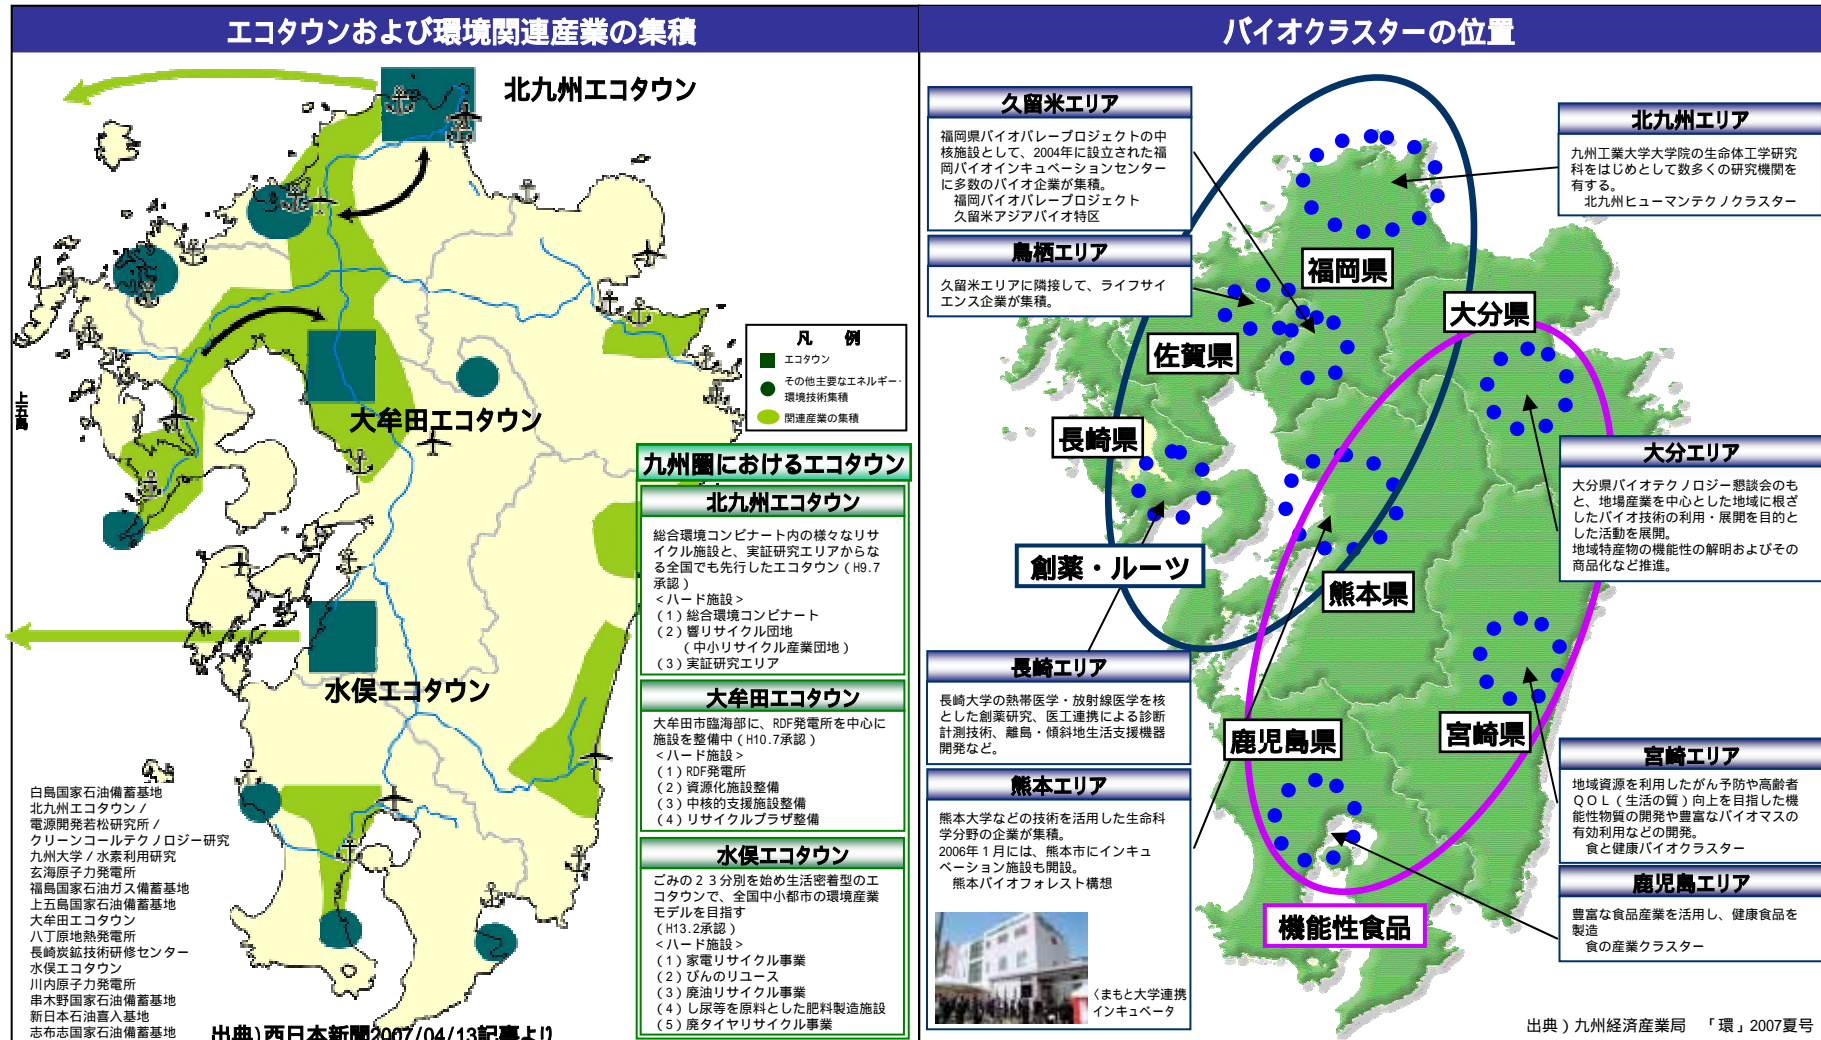 エコタウンおよび環境関連産業の集積
北九州エコタウン
大牟田エコタウン
水俣エコタウン
上五島
凡　例
エコタウン
その他主要なエネルギー・
環境技術集積
関連産業の集積
九州圏におけるエコタウン
北九州エコタウン
総合環境コンビナート内の様々なリサ
イクル施設と、実証研究エリアからな
る全国でも先行したエコタウン（H9.7
承認）
＜ハード施設＞
(１) 総合環境コンビナート
(２) 響リサイクル団地
（中小リサイクル産業団地）
(３) 実証研究エリア
大牟田エコタウン
大牟田市臨海部に、RDF発電所を中心に
施設を整備中（H10.7承認）
＜ハード施設＞
(１) RDF発電所
(２) 資源化施設整備
(３) 中核的支援施設整備
(４) リサイクルプラザ整備
水俣エコタウン
ごみの２３分別を始め生活密着型のエ
コタウンで、全国中小都市の環境産業
モデルを目指す
（H13.2承認）
＜ハード施設＞
(１) 家電リサイクル事業
(２) びんのリユース
(３) 廃油リサイクル事業
(４) し尿等を原料とした肥料製造施設
(５) 廃タイヤリサイクル事業
白島国家石油備蓄基地
北九州エコタウン /
電源開発若松研究所 /
クリーンコールテクノロジー研究
九州大学 / 水素利用研究
玄海原子力発電所
福島国家石油ガス備蓄基地
上五島国家石油備蓄基地
大牟田エコタウン
八丁原地熱発電所
長崎炭鉱技術研修センター
水俣エコタウン
川内原子力発電所
串木野国家石油備蓄基地
新日本石油喜入基地
志布志国家石油備蓄基地
出典）西日本新聞2007/04/13記事より
バイオクラスターの位置
久留米エリア
福岡県バイオバレープロジェクトの中
核施設として、2004年に設立された福
岡バイオインキュベーションセンター
に多数のバイオ企業が集積。
福岡バイオバレープロジェクト
久留米アジアバイオ特区
鳥栖エリア
久留米エリアに隣接して、ライフサイ
エンス企業が集積。
北九州エリア
九州工業大学大学院の生命体工学研究
科をはじめとして数多くの研究機関を
有する。
北九州ヒューマンテクノクラスター
福岡県
大分県
佐賀県
長崎県
創薬・ルーツ
熊本県
鹿児島県
宮崎県
機能性食品
大分エリア
大分県バイオテクノロジー懇談会のも
と、地場産業を中心とした地域に根ざ
したバイオ技術の利用・展開を目的と
した活動を展開。
地域特産物の機能性の解明およびその
商品化など推進。
長崎エリア
長崎大学の熱帯医学・放射線医学を核
とした創薬研究、医工連携による診断
計測技術、離島・傾斜地生活支援機器
開発など。
熊本エリア
熊本大学などの技術を活用した生命科
学分野の企業が集積。
2006年１月には、熊本市にインキュ
ベーション施設も開設。
熊本バイオフォレスト構想
くまもと大学連携
インキュベータ
宮崎エリア
地域資源を利用したがん予防や高齢者
ＱＯＬ（生活の質）向上を目指した機
能性物質の開発や豊富なバイオマスの
有効利用などの開発。
食と健康バイオクラスター
鹿児島エリア
豊富な食品産業を活用し、健康食品を
製造
食の産業クラスター
出典）九州経済産業局　「環」2007夏号